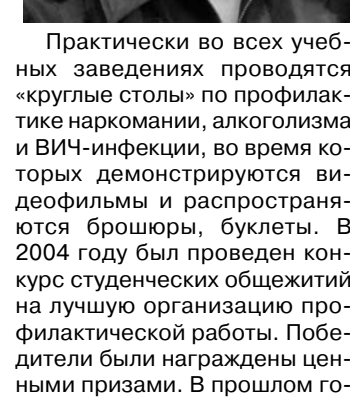 Практически во всех учеб-
ных заведениях проводятся
«круглые столы» по профилак-
тике наркомании, алкоголизма
и ВИЧ-инфекции, во время ко-
торых демонстрируются ви-
деофильмы и распространя-
ются брошюры, буклеты. В
2004 году был проведен кон-
курс студенческих общежитий
на лучшую организацию про-
филактической работы. Побе-
дители были награждены цен-
ными призами. В прошлом го-